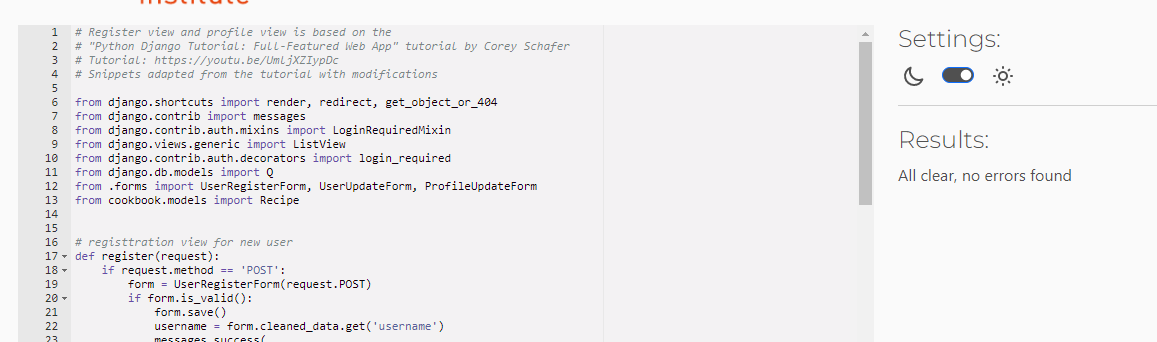 institute
1 # Register view and profile view is based on the
2 # "Python Django Tutorial: Full-Featured Web App" tutorial by Corey Schafer
3 # Tutorial: https://youtu.be/UmljXZIypDc
4 # Snippets adapted from the tutorial with modifications
5
6 from django.shortcuts import render, redirect, get_object_or_404
7 from django.contrib import messages
8 from django.contrib.auth.mixins import LoginRequiredMixin
9 from django.views.generic import ListView
10 from django.contrib.auth.decorators import login_required
11 from django.db.models import Q
12 from .forms import UserRegisterForm, UserUpdateForm, ProfileUpdateForm
13 from cookbook.models import Recipe
14
15
16 # registtration view for new user
17 def register(request):
18 if request.method == 'POST':
19 form = UserRegisterForm(request.POST)
20 if form.is_valid():
21 form.save()
22 username = form.cleaned_data.get('username')
23 messages.success(
Settings:
Results:
All clear, no errors found